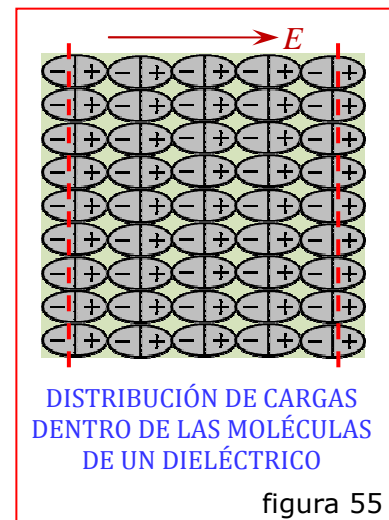 E
− + − + − + − + − +
− + − + − + − + − +
− + − + − + − + − +
− + − + − + − + − +
− + − + − + − + − +
− + − + − + − + − +
− + − + − + − + − +
− + − + − + − + − +
− + − + − + − + − +
DISTRIBUCIÓN DE CARGAS
DENTRO DE LAS MOLÉCULAS
DE UN DIELÉCTRICO
figura 55